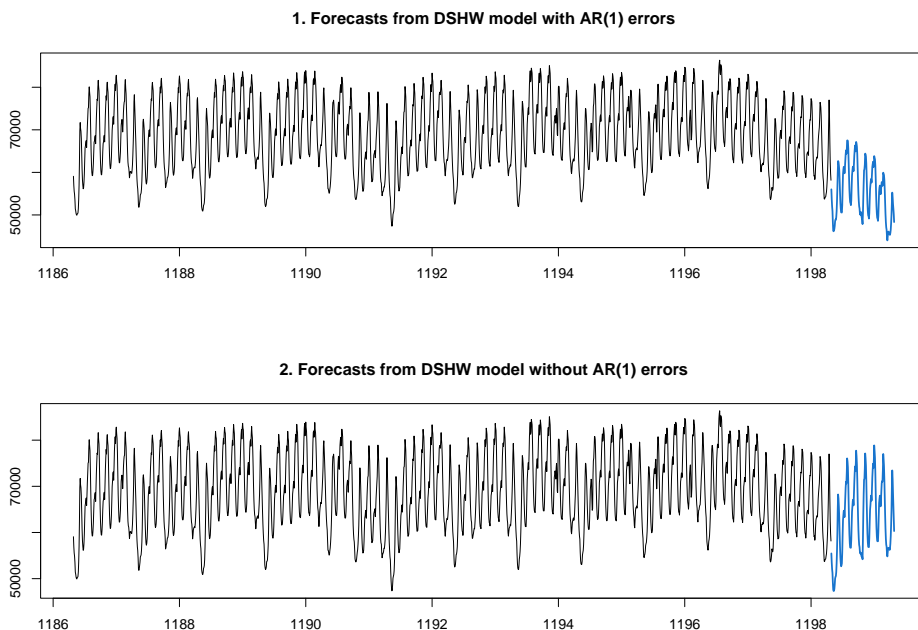 1. Forecasts from DSHW model with AR(1) errors
70000
50000
1186 1188 1190 1192 1194 1196 1198
2. Forecasts from DSHW model without AR(1) errors
70000
50000
1186 1188 1190 1192 1194 1196 1198